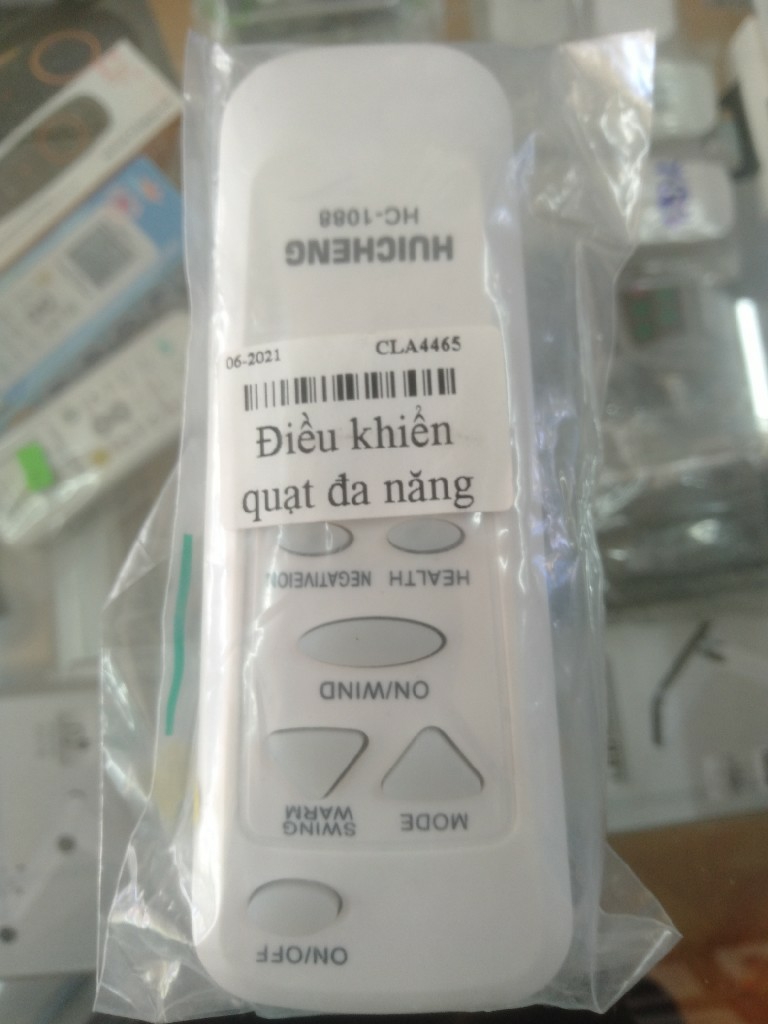 06-2021 CLA4465
Điều khiển
quạt đa năng
ON/OFF
MODE SWING
WARM
ON/WIND
HEALTH NEGATIVEION
HUICHENG
HC-1088